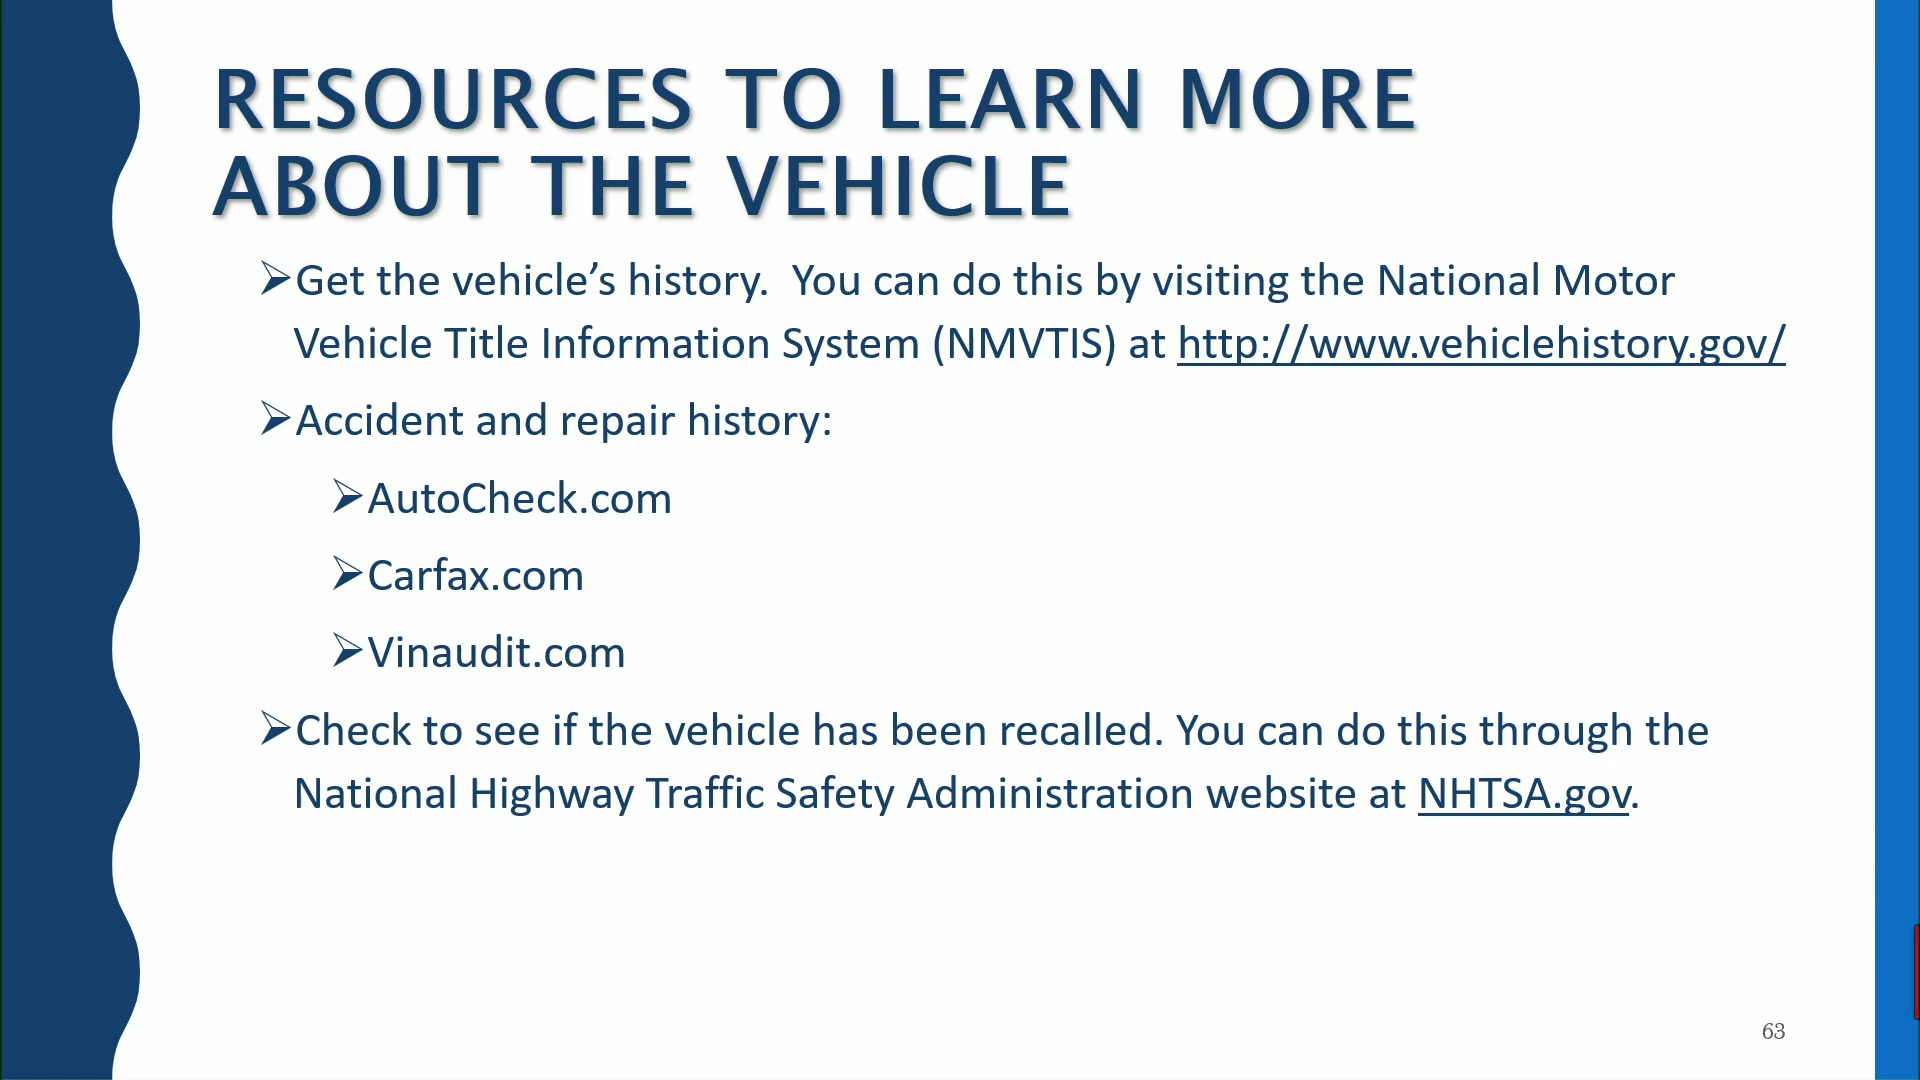 RESOURCES TO LEARN MORE
ABOUT THE VEHICLE
➢Get the vehicle’s history.  You can do this by visiting the National Motor
Vehicle Title Information System (NMVTIS) at http://www.vehiclehistory.gov/
➢Accident and repair history:
➢AutoCheck.com
➢Carfax.com
➢Vinaudit.com
➢Check to see if the vehicle has been recalled. You can do this through the
National Highway Traffic Safety Administration website at NHTSA.gov.
63